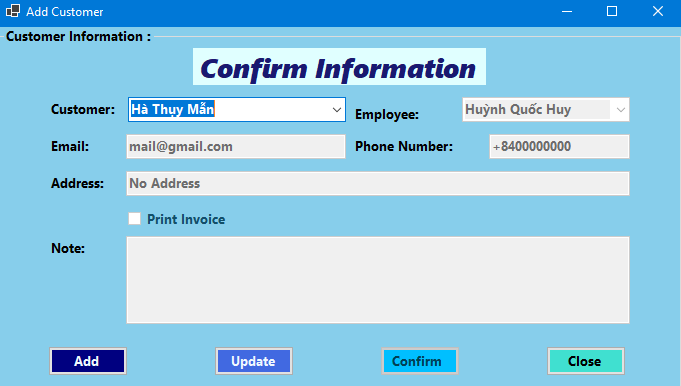 Add Customer
Customer Information :
Confirm Information
Customer: Hà Thụy Mẫn Employee: Huỳnh Quốc Huy
Email: mail@gmail.com Phone Number: +8400000000
Address: No Address
Print Invoice
Note:
Add Update Confirm Close